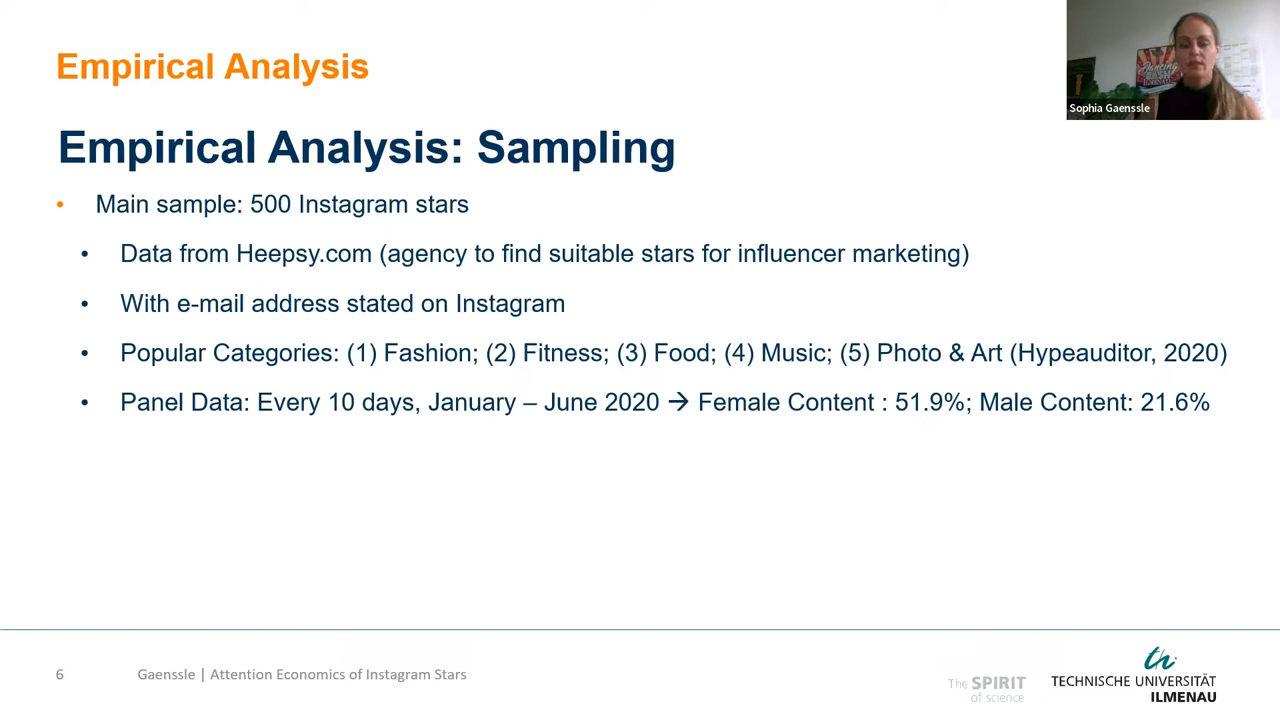 Empirical Analysis
Sophia Gaenssle
Empirical Analysis: Sampling
• Main sample: 500 Instagram stars
• Data from Heepsy.com (agency to find suitable stars for influencer marketing)
• With e-mail address stated on Instagram
• Popular Categories: (1) Fashion; (2) Fitness; (3) Food; (4) Music; (5) Photo & Art (Hypeauditor, 2020)
• Panel Data: Every 10 days, January – June 2020 → Female Content : 51.9%; Male Content: 21.6%
6
Gaenssle | Attention Economics of Instagram Stars
The SPIRIT
of science
th
TECHNISCHE UNIVERSITÄT
ILMENAU